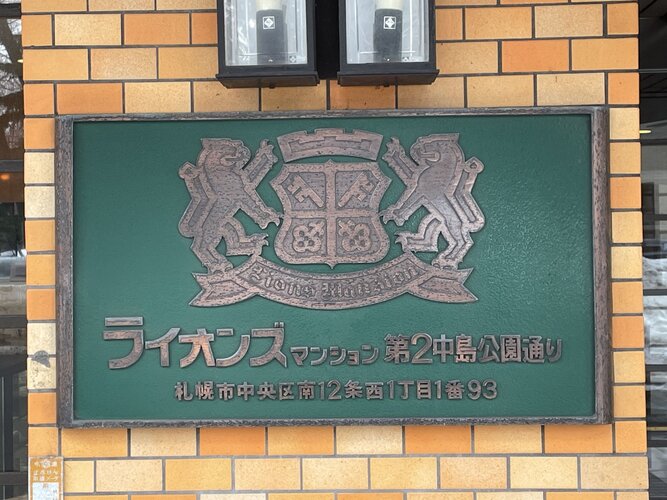 Lions Mansion
ライオンズマンション 第2中島公園通り
札幌市中央区南12条西1丁目1番93